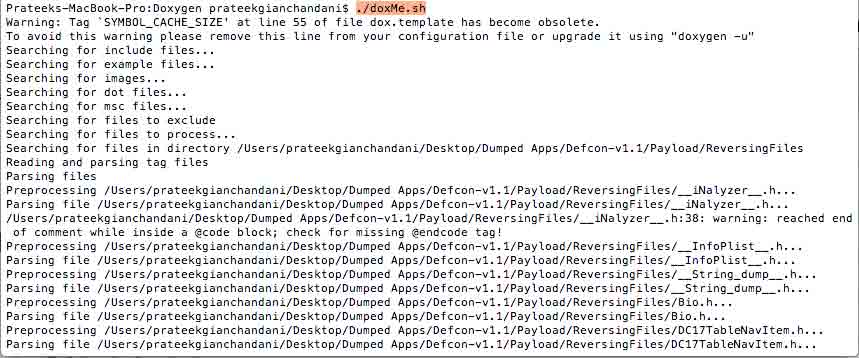 Prateeks-MacBook-Pro:Doxygen prateekgianchandani$ ./doxMe.sh
Warning: Tag `SYMBOL_CACHE_SIZE' at line 55 of file dox.template has become obsolete.
To avoid this warning please remove this line from your configuration file or upgrade it using "doxygen -u"
Searching for include files...
Searching for example files...
Searching for images...
Searching for dot files...
Searching for msc files...
Searching for files to exclude
Searching for files to process...
Searching for files in directory /Users/prateekgianchandani/Desktop/Dumped Apps/Defcon-v1.1/Payload/ReversingFiles
Reading and parsing tag files
Parsing files
Preprocessing /Users/prateekgianchandani/Desktop/Dumped Apps/Defcon-v1.1/Payload/ReversingFiles/__iNalyzer__.h...
Parsing file /Users/prateekgianchandani/Desktop/Dumped Apps/Defcon-v1.1/Payload/ReversingFiles/__iNalyzer__.h...
/Users/prateekgianchandani/Desktop/Dumped Apps/Defcon-v1.1/Payload/ReversingFiles/__iNalyzer__.h:38: warning: reached end
of comment while inside a @code block; check for missing @endcode tag!
Preprocessing /Users/prateekgianchandani/Desktop/Dumped Apps/Defcon-v1.1/Payload/ReversingFiles/__InfoPlist__.h...
Parsing file /Users/prateekgianchandani/Desktop/Dumped Apps/Defcon-v1.1/Payload/ReversingFiles/__InfoPlist__.h...
Preprocessing /Users/prateekgianchandani/Desktop/Dumped Apps/Defcon-v1.1/Payload/ReversingFiles/__String_dump__.h...
Parsing file /Users/prateekgianchandani/Desktop/Dumped Apps/Defcon-v1.1/Payload/ReversingFiles/__String_dump__.h...
Preprocessing /Users/prateekgianchandani/Desktop/Dumped Apps/Defcon-v1.1/Payload/ReversingFiles/Bio.h...
Parsing file /Users/prateekgianchandani/Desktop/Dumped Apps/Defcon-v1.1/Payload/ReversingFiles/Bio.h...
Preprocessing /Users/prateekgianchandani/Desktop/Dumped Apps/Defcon-v1.1/Payload/ReversingFiles/DC17TableNavItem.h...
Parsing file /Users/prateekgianchandani/Desktop/Dumped Apps/Defcon-v1.1/Payload/ReversingFiles/DC17TableNavItem.h...